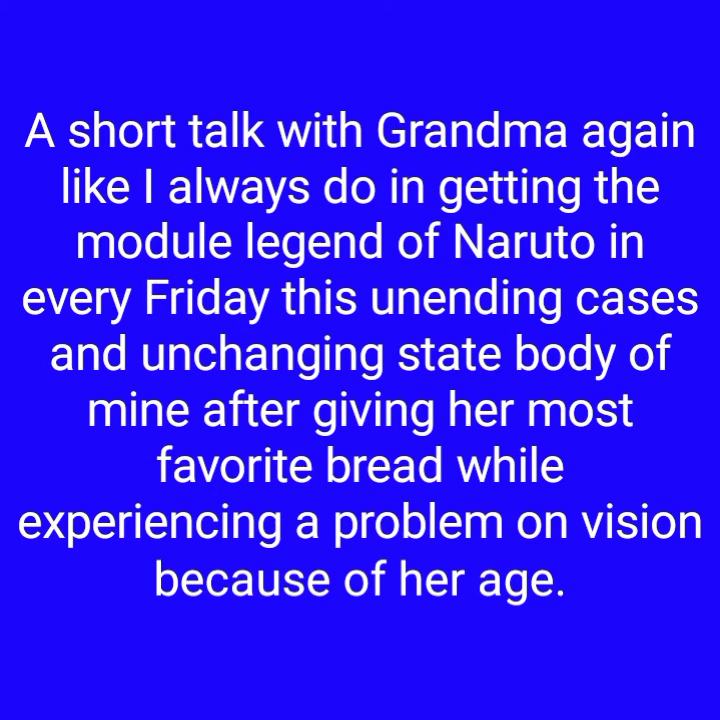 A short talk with Grandma again
like I always do in getting the
module legend of Naruto in
every Friday this unending cases
and unchanging state body of
mine after giving her most
favorite bread while
experiencing a problem on vision
because of her age.